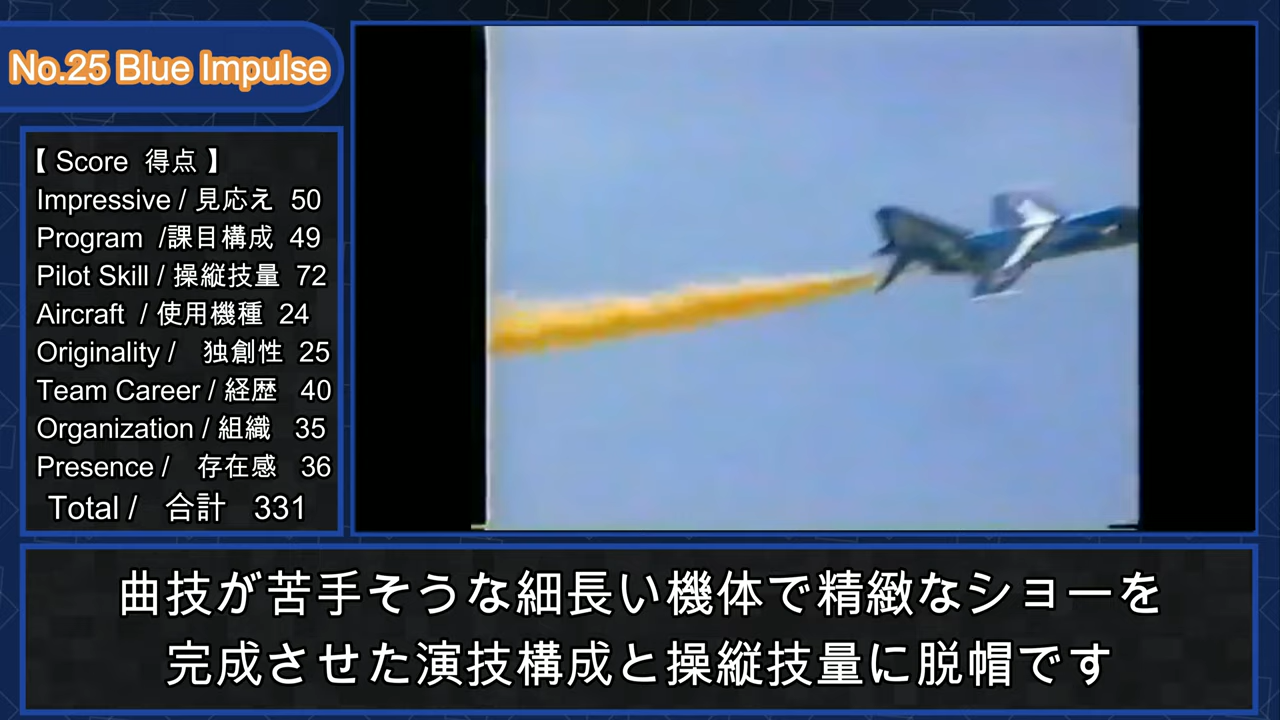 No.25 Blue Impulse
【 Score 得点 】
Impressive / 見応え 50
Program /課目構成 49
Pilot Skill / 操縦技量 72
Aircraft / 使用機種 24
Originality / 独創性 25
Team Career / 経歴 40
Organization / 組織 35
Presence / 存在感 36
Total / 合計 331
曲技が苦手そうな細長い機体で精緻なショーを
完成させた演技構成と操縦技量に脱帽です